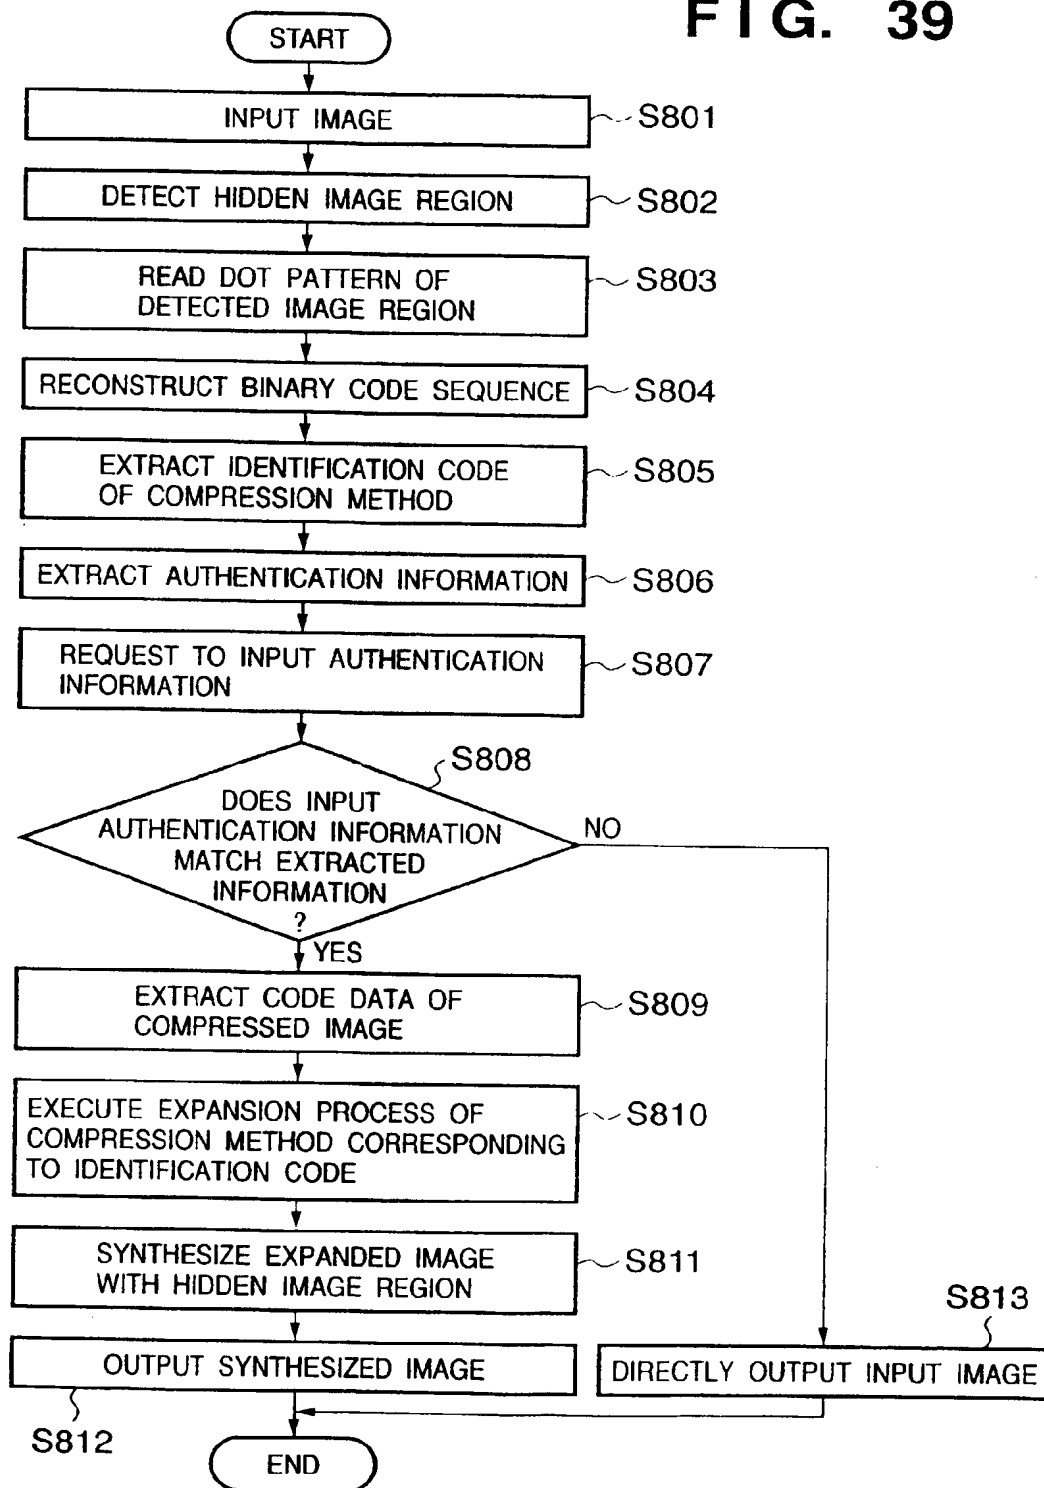 FIG. 39
START
INPUT IMAGE
S801
DETECT HIDDEN IMAGE REGION
S802
READ DOT PATTERN OF
DETECTED IMAGE REGION
S803
RECONSTRUCT BINARY CODE SEQUENCE
S804
EXTRACT IDENTIFICATION CODE
OF COMPRESSION METHOD
S805
EXTRACT AUTHENTICATION INFORMATION
S806
REQUEST TO INPUT AUTHENTICATION
INFORMATION
S807
S808
DOES INPUT
AUTHENTICATION INFORMATION
MATCH EXTRACTED
INFORMATION
?
NO
YES
EXTRACT CODE DATA OF
COMPRESSED IMAGE
S809
EXECUTE EXPANSION PROCESS OF
COMPRESSION METHOD CORRESPONDING
TO IDENTIFICATION CODE
S810
SYNTHESIZE EXPANDED IMAGE
WITH HIDDEN IMAGE REGION
S811
S813
OUTPUT SYNTHESIZED IMAGE
DIRECTLY OUTPUT INPUT IMAGE
S812
END